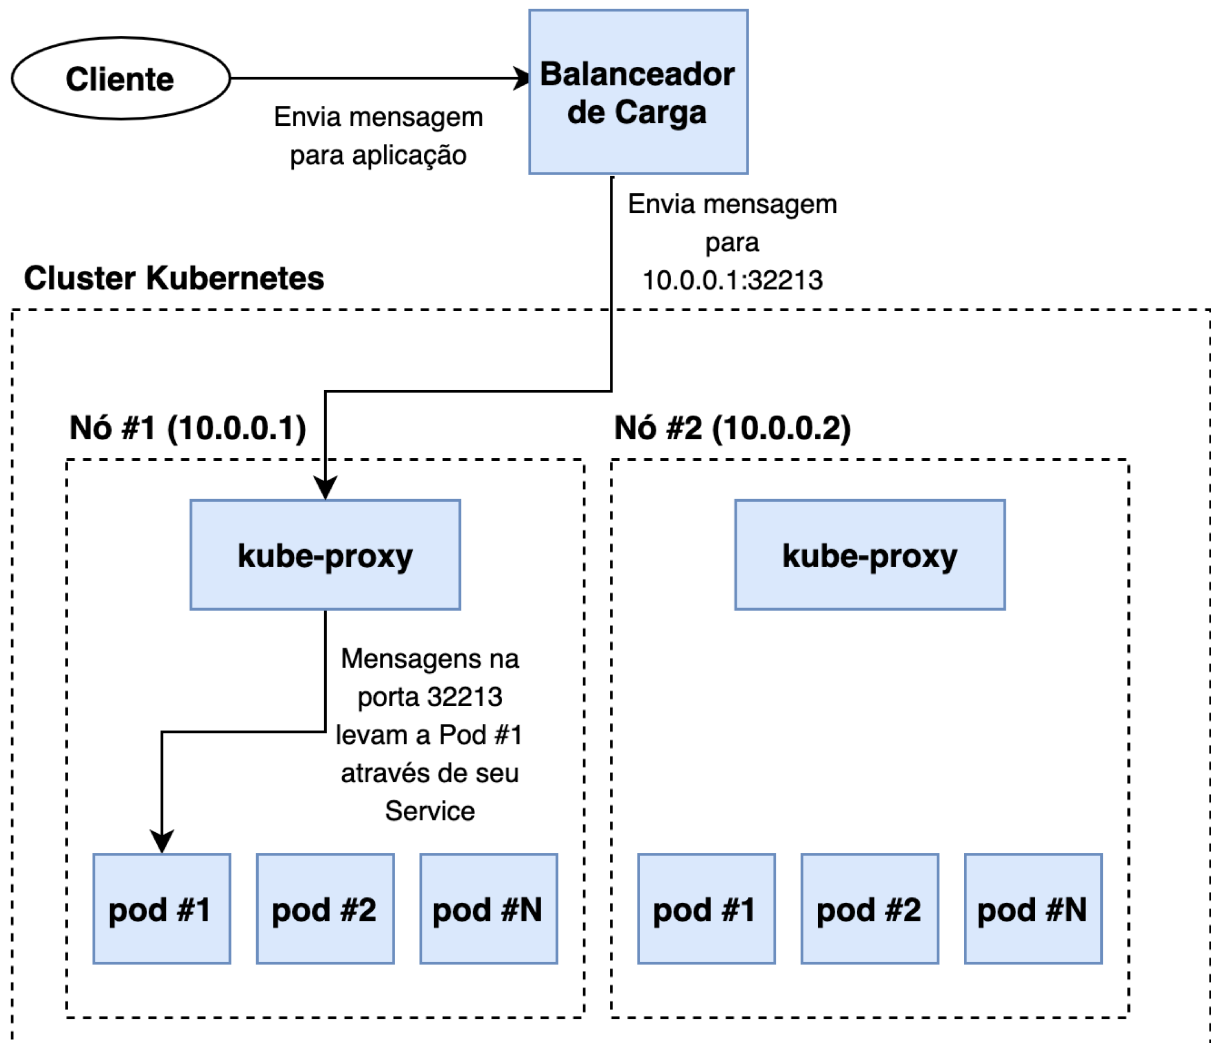 Cliente
Balanceador
de Carga
Envia mensagem
para aplicação
Envia mensagem
para
10.0.0.1:32213
Cluster Kubernetes
Nó #1 (10.0.0.1)
Nó #2 (10.0.0.2)
kube-proxy
kube-proxy
Mensagens na
porta 32213
levam a Pod #1
através de seu
Service
pod #1
pod #2
pod #N
pod #1
pod #2
pod #N